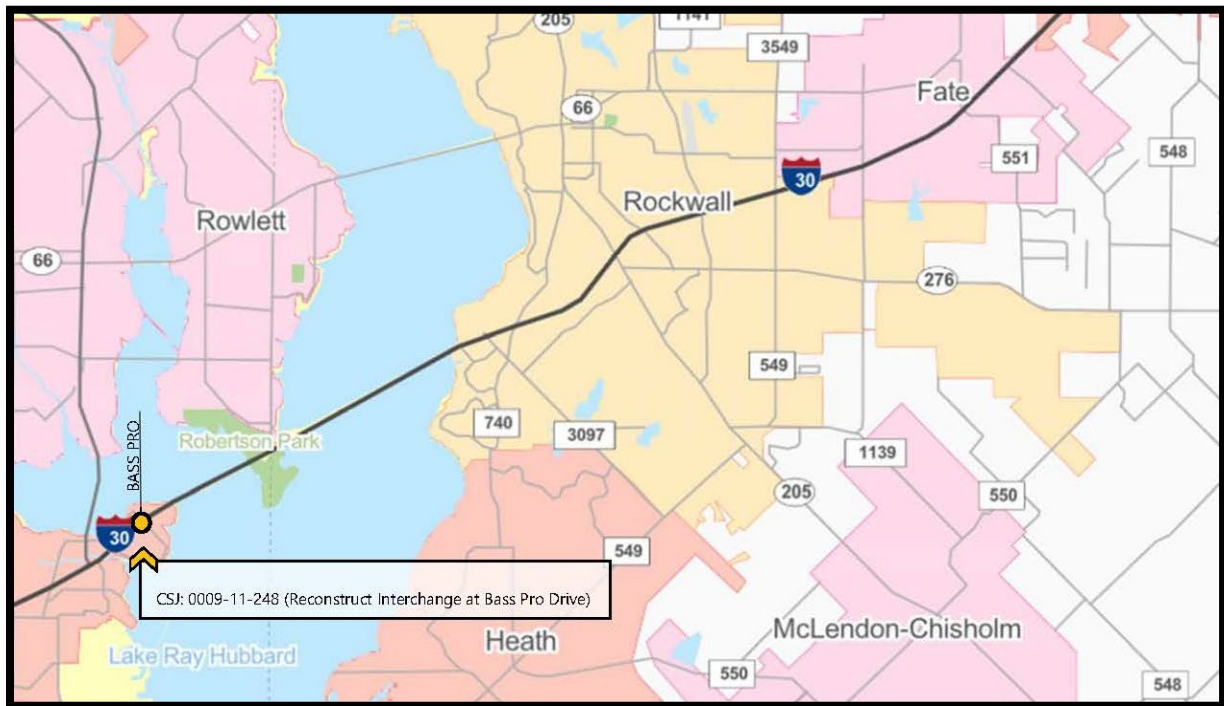 205
1141
3549
66
Fate
30
551
548
Rowlett
Rockwall
66
276
549
740
3097
Robertson Park
BASS PRO
1139
550
205
30
549
CSJ: 0009-11-248 (Reconstruct Interchange at Bass Pro Drive)
Heath
McLendon-Chisholm
Lake Ray Hubbard
550
548